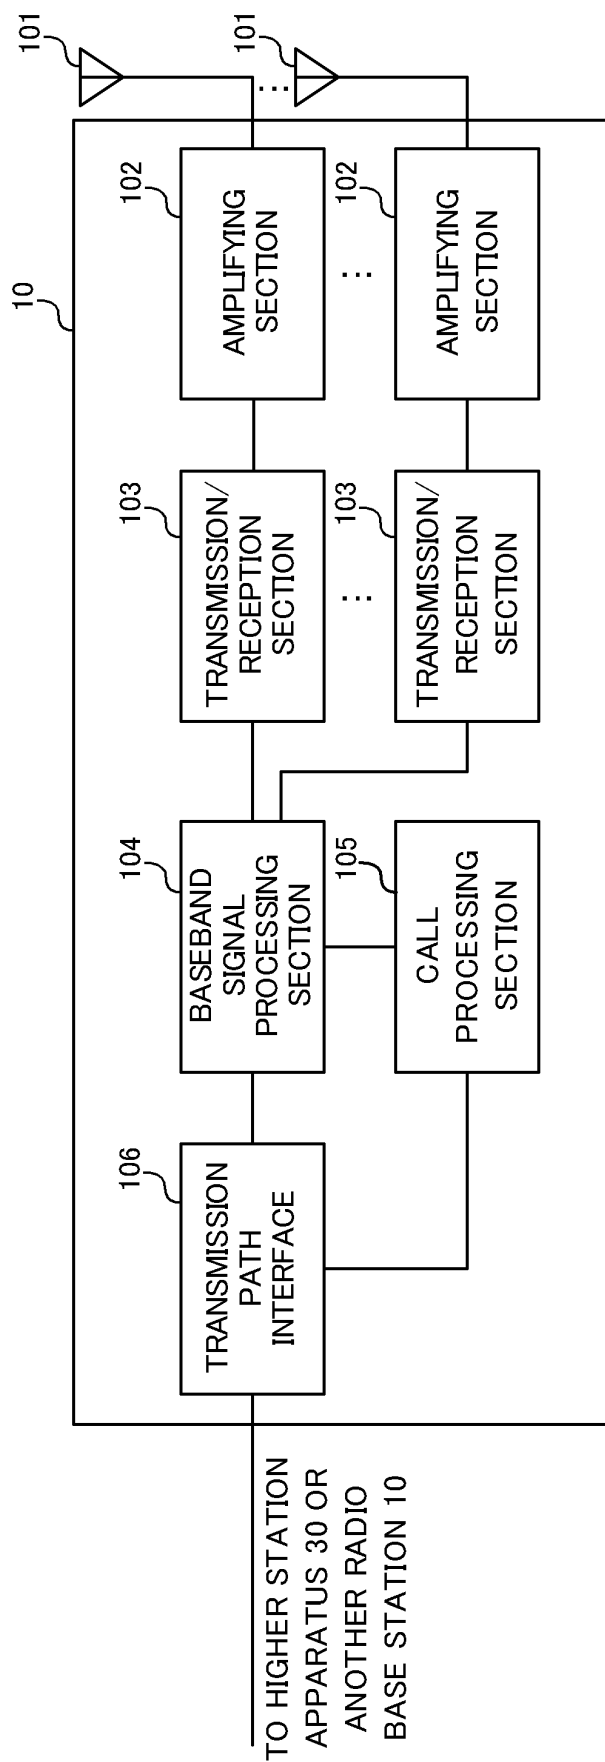 10
101
101
102
102
AMPLIFYING
SECTION
AMPLIFYING
SECTION
...
103
103
TRANSMISSION/
RECEPTION
SECTION
TRANSMISSION/
RECEPTION
SECTION
...
...
104
BASEBAND
SIGNAL
PROCESSING
SECTION
105
CALL
PROCESSING
SECTION
106
TRANSMISSION
PATH
INTERFACE
TO HIGHER STATION
APPARATUS 30 OR
ANOTHER RADIO
BASE STATION 10